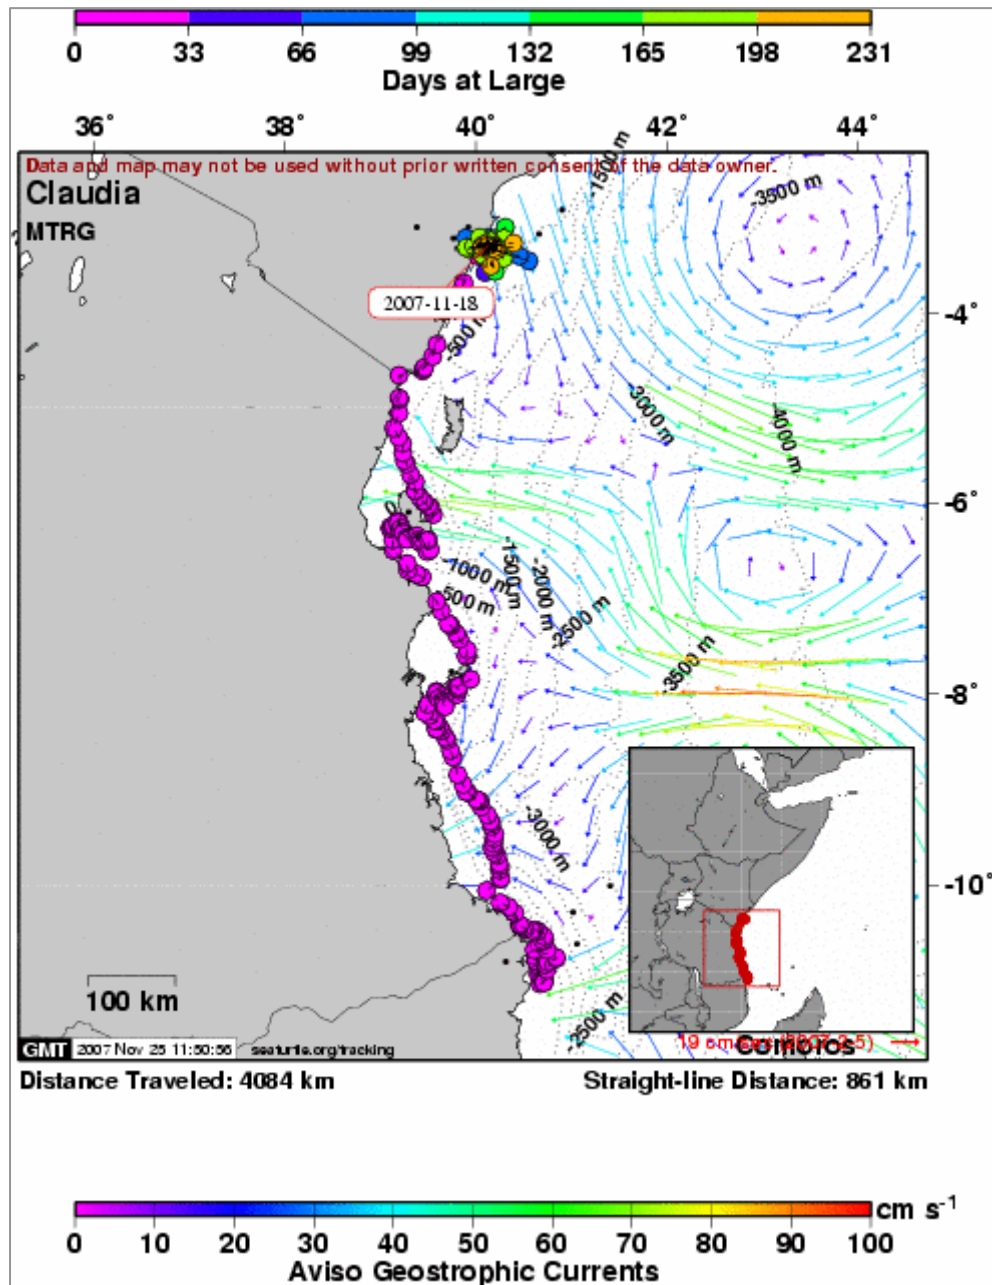 0 33 66 99 132 165 198 231
Days at Large
36° 38° 40° 42° 44°
Data and map may not be used without prior written consent of the data owner.
Claudia
MTRG
-1500 m
-3500 m
2007-11-18
-4°
-500 m
-3000 m
-4000 m
-6°
-1000 m
-1500m
-2000 m
-500 m
-2500 m
-3500 m
-8°
-3000 m
-10°
100 km
-2500 m
Comoros
GMT 2007 Nov 25 11:50:56 seaturtle.org/tracking
Distance Traveled: 4084 km Straight-line Distance: 861 km
cm s-1
0 10 20 30 40 50 60 70 80 90 100
Aviso Geostrophic Currents